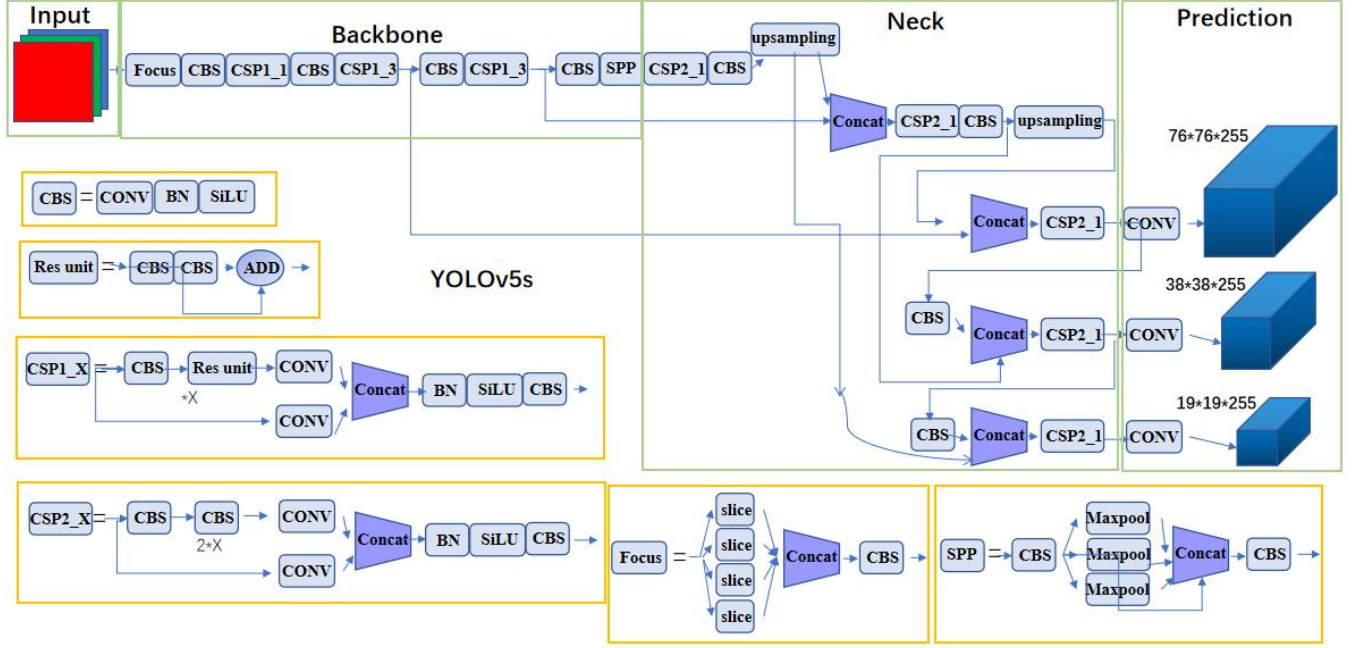 Input
Backbone
Neck
Prediction
Focus CBS CSP1_1 CBS CSP1_3 CBS CSP1_3 CBS SPP CSP2_1 CBS upsampling
Concat CSP2_1 CBS upsampling
76*76*255
Concat CSP2_1 CONV
38*38*255
CBS Concat CSP2_1 CONV
19*19*255
CBS Concat CSP2_1 CONV
YOLOv5s
CBS = CONV BN SiLU
Res unit = CBS CBS ADD
CSP1_X = CBS Res unit CONV
*X
Concat BN SiLU CBS
CONV
CSP2_X = CBS CBS CONV
2*X
Concat BN SiLU CBS
CONV
Focus = slice
slice
slice
slice
Concat CBS
SPP = CBS Maxpool
Maxpool
Maxpool
Concat CBS